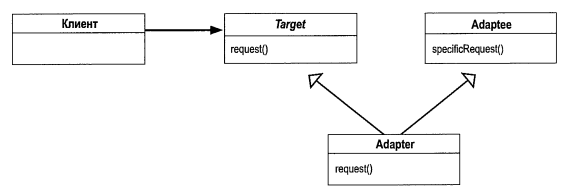 Клиент
Target
request()
Adaptee
specificRequest()
Adapter
request()